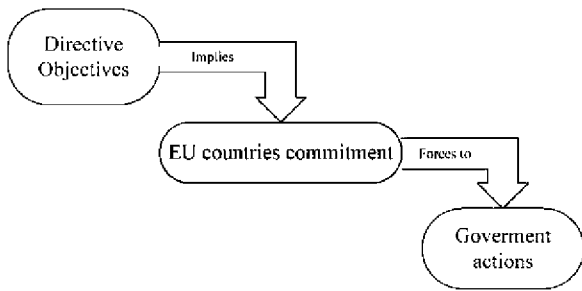 Directive
Objectives
Implies
EU countries commitment
Forces to
Goverment
actions